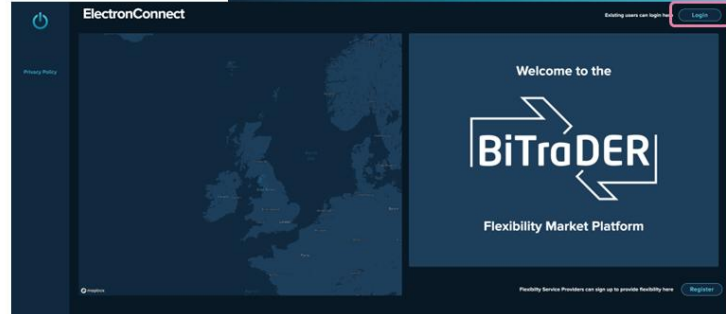 ElectronConnect
Existing users can login here
Login
Privacy Policy
Welcome to the
BiTraDER
Flexibility Market Platform
mapbox
Flexibilty Service Providers can sign up to provide flexibility here
Register